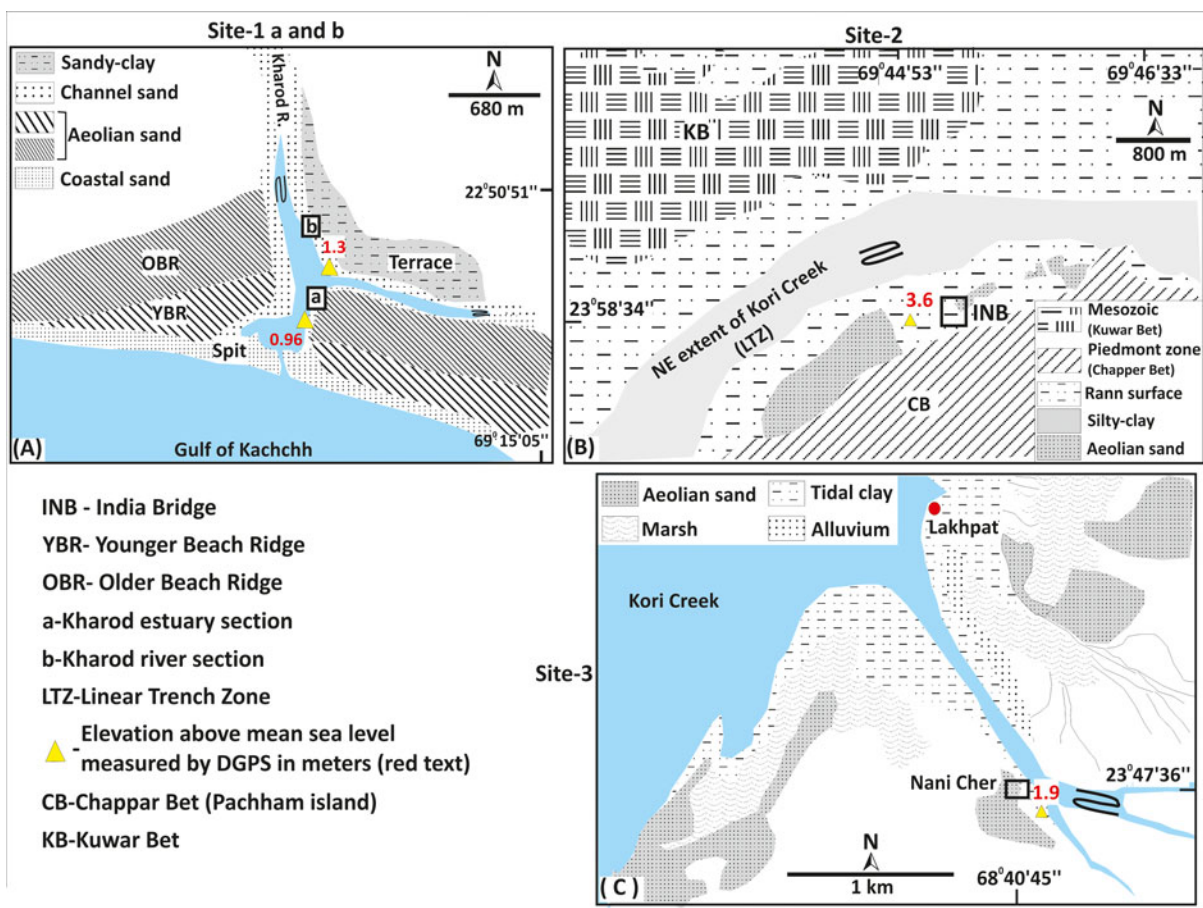 Site-1 a and b
Sandy-clay
Channel sand
Aeolian sand
Coastal sand
Kharod R.
N
680 m
22°50'51''
b
1.3
OBR
Terrace
a
YBR
0.96
Spit
69°15'05''
(A)
Gulf of Kachchh
Site-2
69°44'53''
69°46'33''
N
800 m
KB
NE extent of Kori Creek
(LTZ)
23°58'34''
3.6
INB
CB
Mesozoic
(Kuwar Bet)
Piedmont zone
(Chapper Bet)
Rann surface
Silty-clay
Aeolian sand
(B)
INB - India Bridge
YBR- Younger Beach Ridge
OBR- Older Beach Ridge
a-Kharod estuary section
b-Kharod river section
LTZ-Linear Trench Zone
-Elevation above mean sea level
measured by DGPS in meters (red text)
CB-Chappar Bet (Pachham island)
KB-Kuwar Bet
Site-3
Aeolian sand
Tidal clay
Marsh
Alluvium
Lakhpat
Kori Creek
Nani Cher
1.9
23°47'36''
N
1 km
68°40'45''
( C )